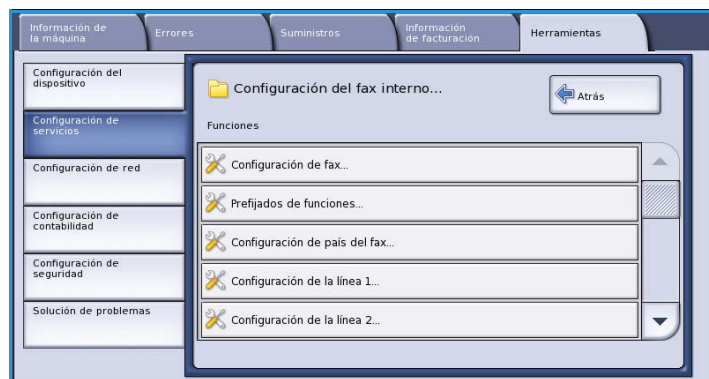 Información de la máquina
Errores
Suministros
Información de facturación
Herramientas
Configuración del dispositivo
Configuración de servicios
Configuración de red
Configuración de contabilidad
Configuración de seguridad
Solución de problemas
Configuración del fax interno...
Atrás
Funciones
Configuración de fax...
Prefijados de funciones...
Configuración de país del fax...
Configuración de la línea 1...
Configuración de la línea 2...